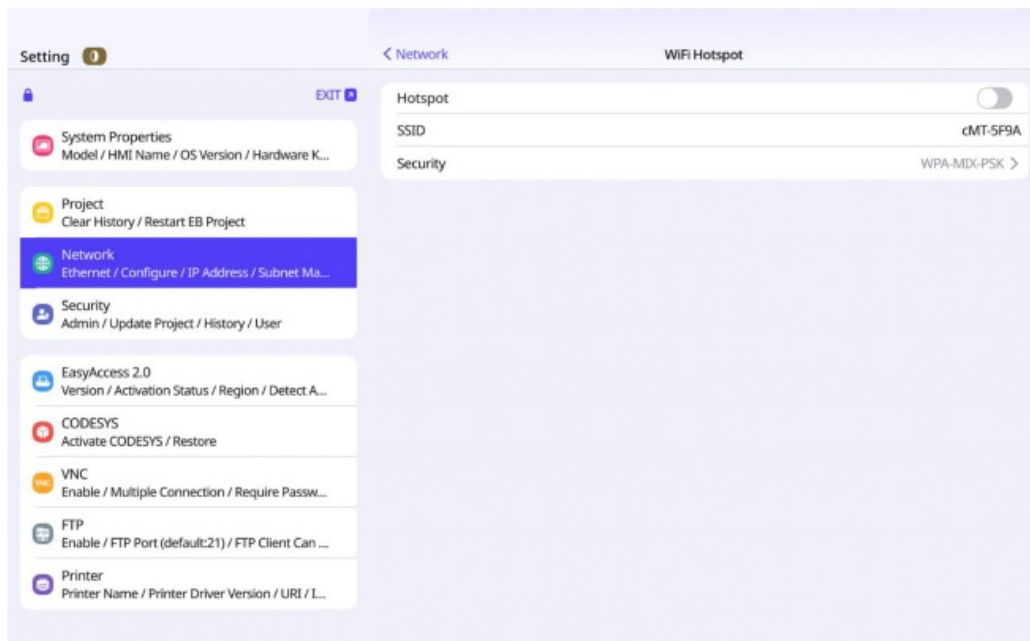 Setting
EXIT
System Properties
Model / HMI Name / OS Version / Hardware K...
Project
Clear History / Restart EB Project
Network
Ethernet / Configure / IP Address / Subnet Ma...
Security
Admin / Update Project / History / User
EasyAccess 2.0
Version / Activation Status / Region / Detect A...
CODESYS
Activate CODESYS / Restore
VNC
VNC
Enable / Multiple Connection / Require Passw...
FTP
Enable / FTP Port (default:21) / FTP Client Can ...
Printer
Printer Name / Printer Driver Version / URI / I...
< Network
WiFi Hotspot
Hotspot
SSID cMT-5F9A
Security WPA-MIX-PSK >